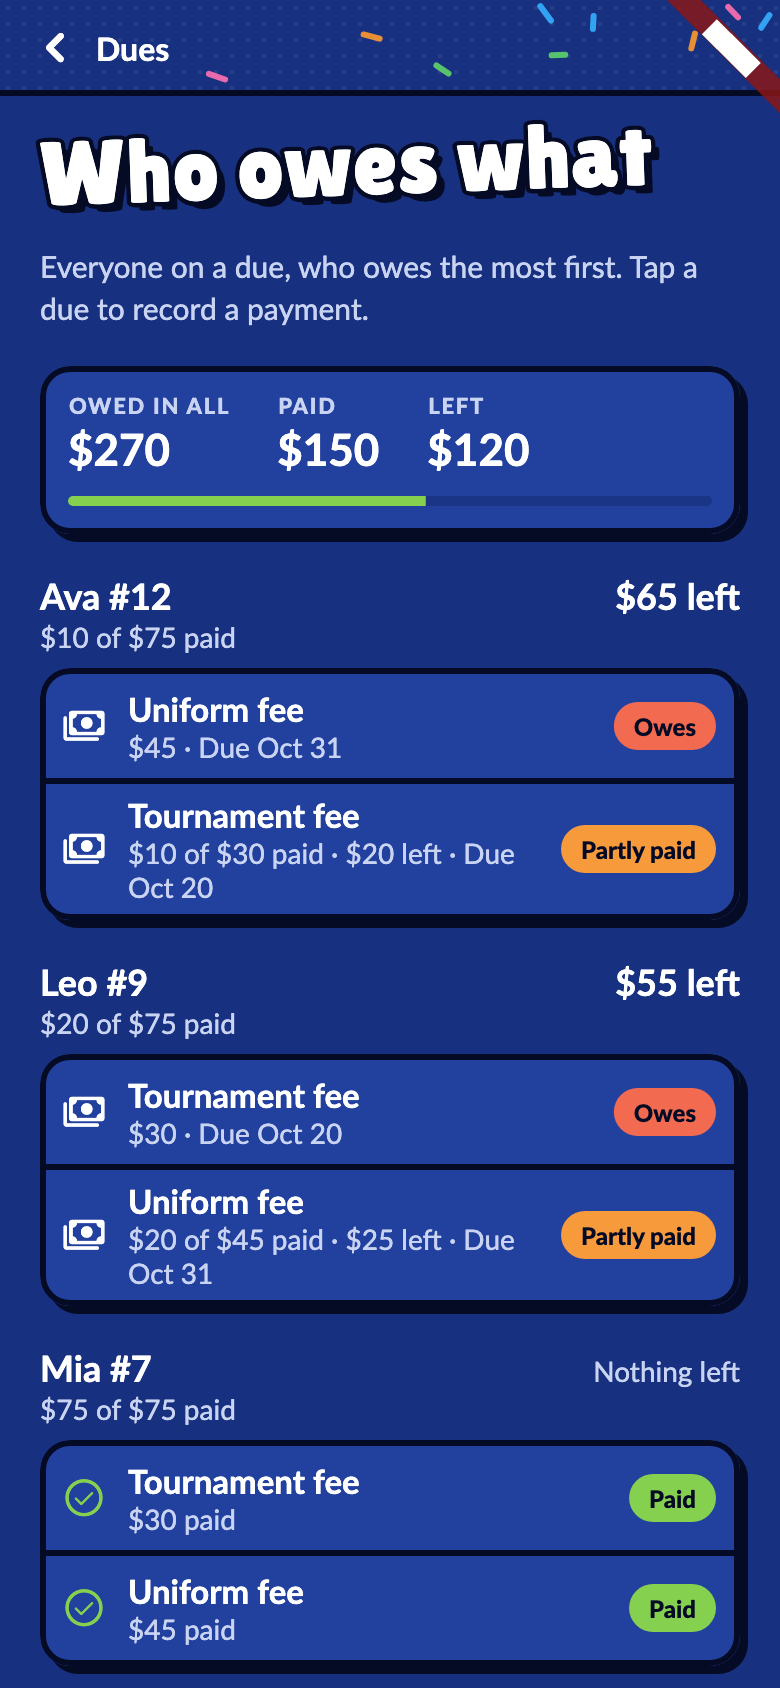 Dues
Who owes what
Everyone on a due, who owes the most first. Tap a
due to record a payment.
OWED IN ALL PAID LEFT
$270 $150 $120
Ava #12 $65 left
$10 of $75 paid
Uniform fee
$45 · Due Oct 31
Owes
Tournament fee
$10 of $30 paid · $20 left · Due
Oct 20
Partly paid
Leo #9 $55 left
$20 of $75 paid
Tournament fee
$30 · Due Oct 20
Owes
Uniform fee
$20 of $45 paid · $25 left · Due
Oct 31
Partly paid
Mia #7 Nothing left
$75 of $75 paid
Tournament fee
$30 paid
Paid
Uniform fee
$45 paid
Paid